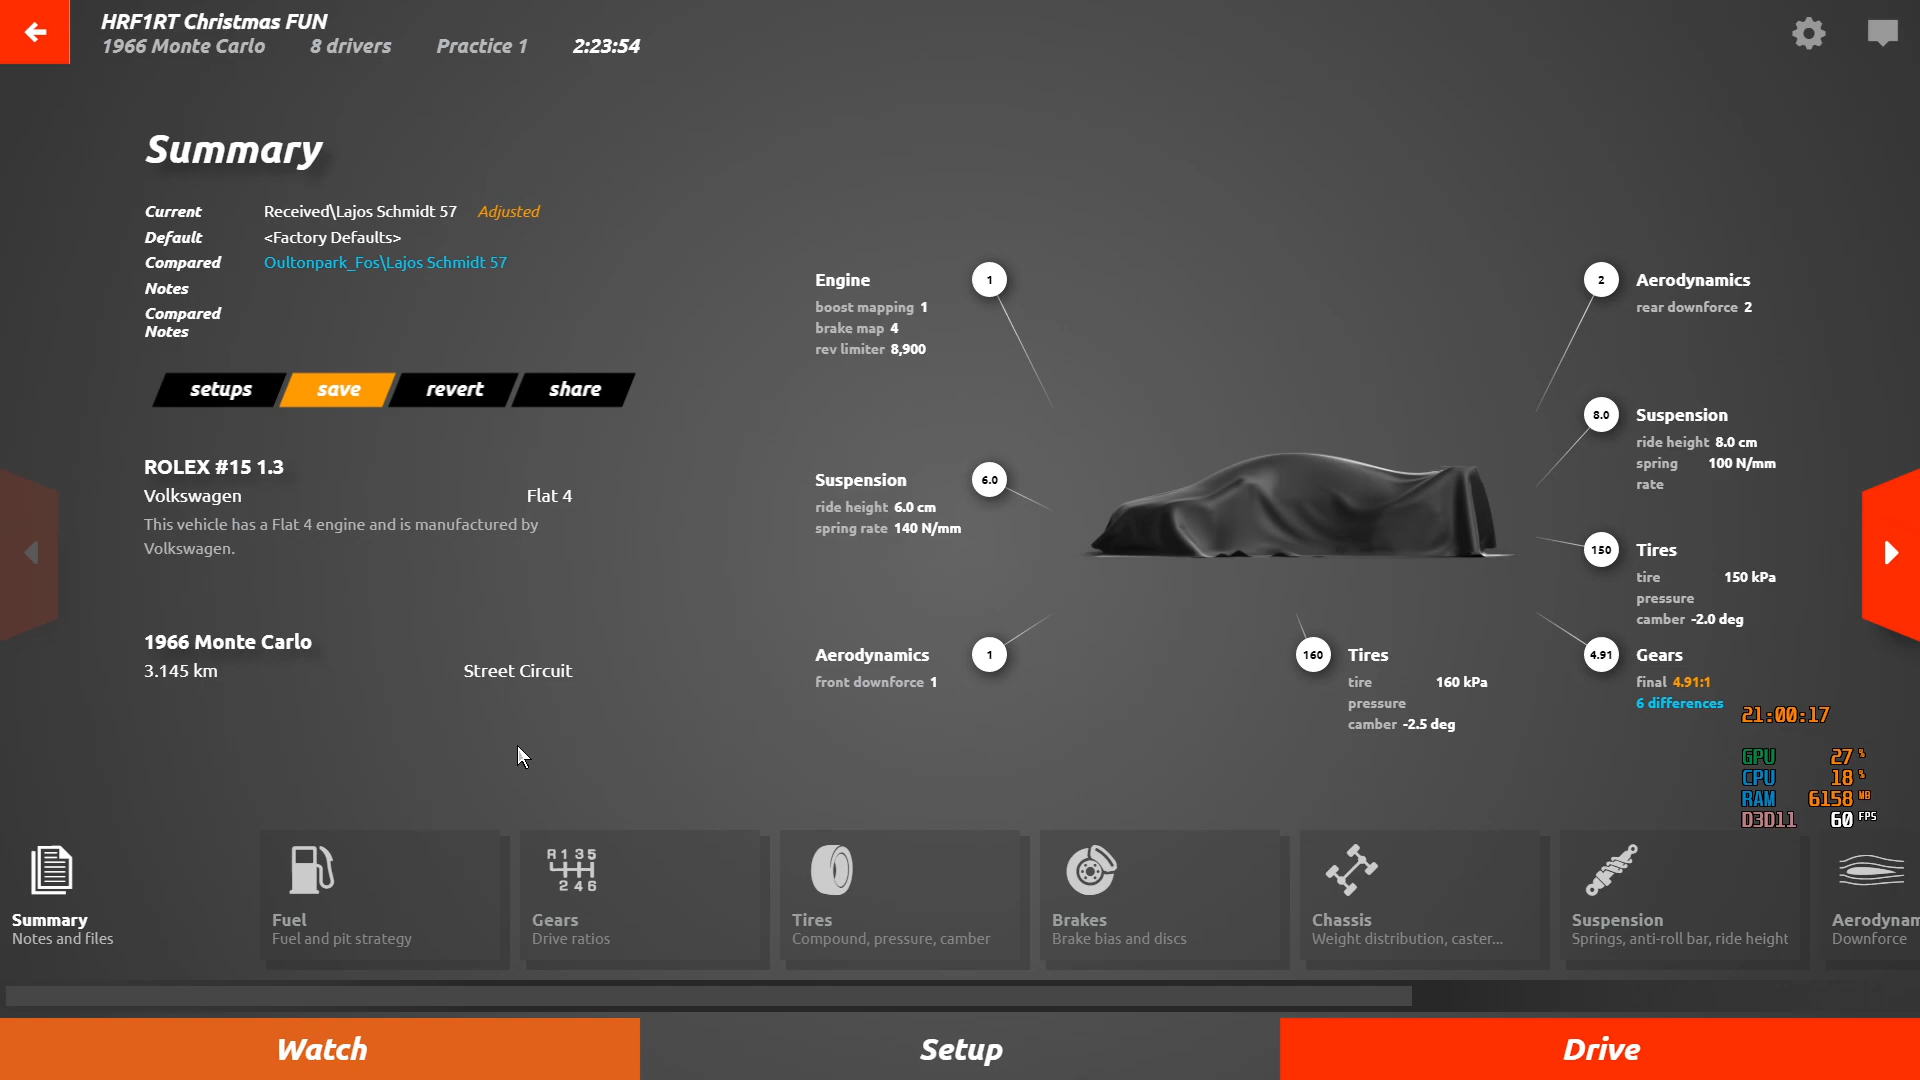 HRF1RT Christmas FUN
1966 Monte Carlo 8 drivers Practice 1 2:23:54
Summary
Current Received\Lajos Schmidt 57 Adjusted
Default <Factory Defaults>
Compared Oultonpark_Fos\Lajos Schmidt 57
Notes
Compared
Notes
setups save revert share
ROLEX #15 1.3
Volkswagen Flat 4
This vehicle has a Flat 4 engine and is manufactured by
Volkswagen.
1966 Monte Carlo
3.145 km Street Circuit
Engine 1
boost mapping 1
brake map 4
rev limiter 8,900
Suspension 6.0
ride height 6.0 cm
spring rate 140 N/mm
Aerodynamics 1
front downforce 1
160 Tires
tire 160 kPa
pressure
camber -2.5 deg
2 Aerodynamics
rear downforce 2
8.0 Suspension
ride height 8.0 cm
spring 100 N/mm
rate
150 Tires
tire 150 kPa
pressure
camber -2.0 deg
4.91 Gears
final 4.91:1
6 differences
21:00:17
GPU 27 %
CPU 18 %
RAM 6158 MB
D3D11 60 FPS
Summary
Notes and files
Fuel
Fuel and pit strategy
R 1 3 5
2 4 6
Gears
Drive ratios
Tires
Compound, pressure, camber
Brakes
Brake bias and discs
Chassis
Weight distribution, caster...
Suspension
Springs, anti-roll bar, ride height
Aerodynam
Downforce
Watch Setup Drive